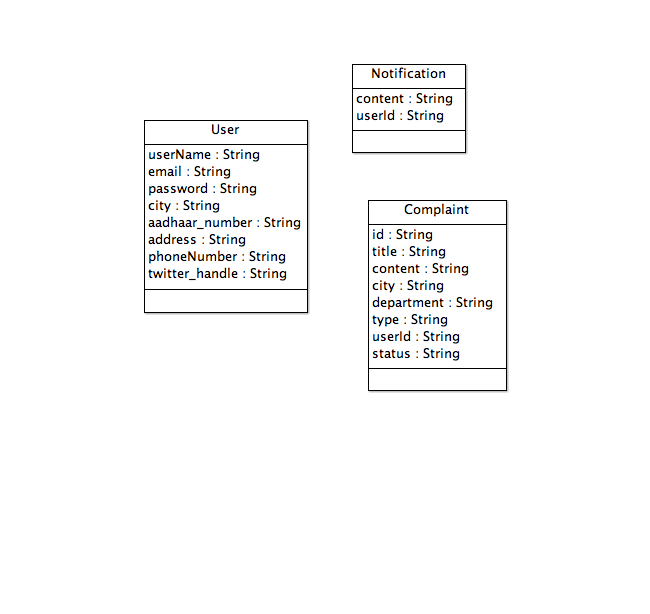 Notification
content : String
userId : String
User
userName : String
email : String
password : String
city : String
aadhaar_number : String
address : String
phoneNumber : String
twitter_handle : String
Complaint
id : String
title : String
content : String
city : String
department : String
type : String
userId : String
status : String